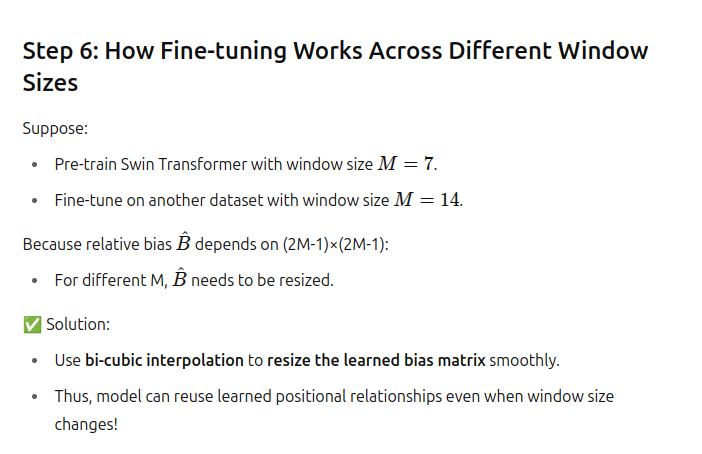 Step 6: How Fine-tuning Works Across Different Window
Sizes
Suppose:
• Pre-train Swin Transformer with window size M = 7.
• Fine-tune on another dataset with window size M = 14.
Because relative bias B̂ depends on (2M-1)×(2M-1):
• For different M, B̂ needs to be resized.
✅ Solution:
• Use bi-cubic interpolation to resize the learned bias matrix smoothly.
• Thus, model can reuse learned positional relationships even when window size
changes!